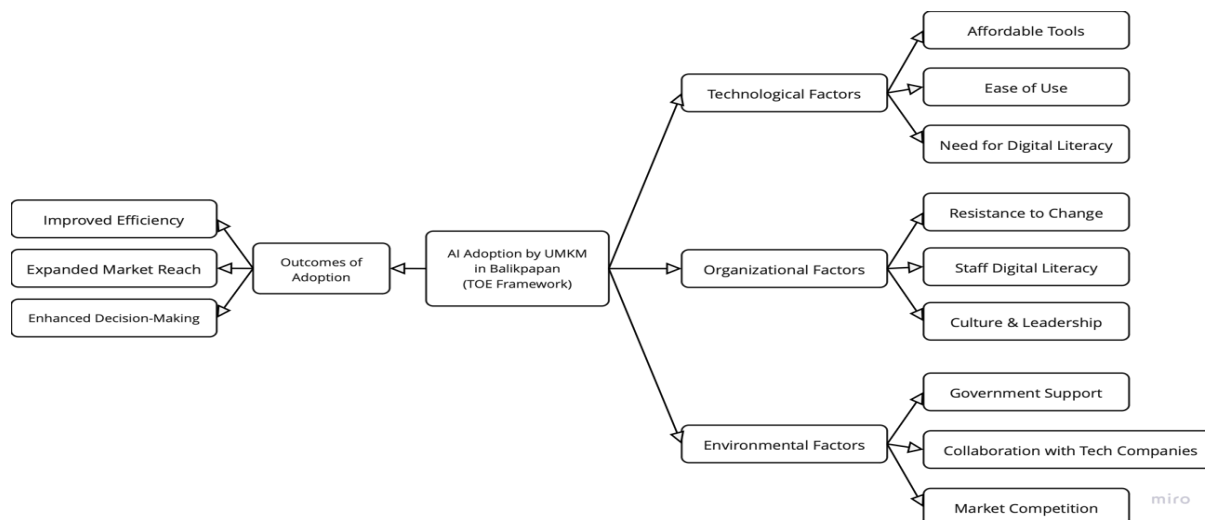 Improved Efficiency
Expanded Market Reach
Enhanced Decision-Making
Outcomes of
Adoption
AI Adoption by UMKM
in Balikpapan
(TOE Framework)
Technological Factors
Affordable Tools
Ease of Use
Need for Digital Literacy
Organizational Factors
Resistance to Change
Staff Digital Literacy
Culture & Leadership
Environmental Factors
Government Support
Collaboration with Tech Companies
Market Competition
miro